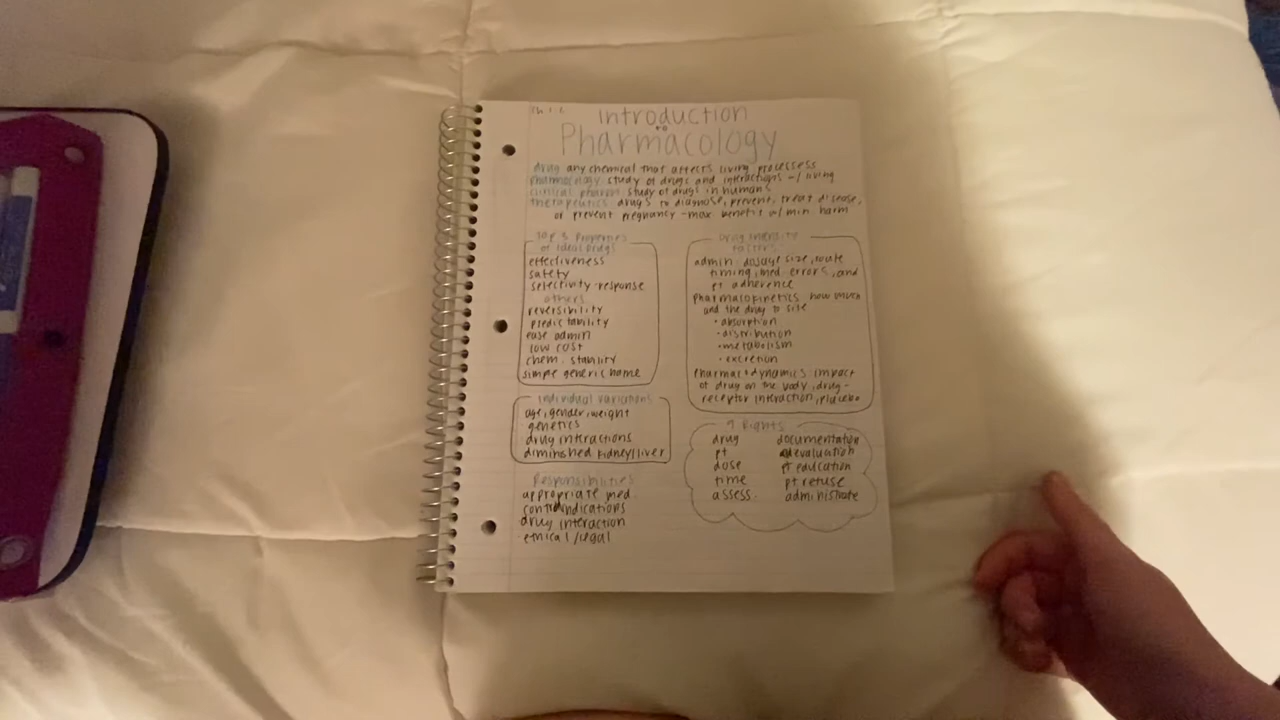 Introduction
to
Pharmacology
drug any chemical that affects living processess
pharmacology: study of drugs and interactions w/ living
clinical pharm: study of drugs in humans
therapeutics: drugs to diagnose, prevent, treat disease,
or prevent pregnancy -max benefit w/ min. harm
Top 3 Properties
of Ideal Drugs
effectiveness
safety
selectivity-response
others
reversibility
predictability
ease admin
low cost
chem. stability
simple generic name
Individual variations
age, gender, weight
genetics
drug interactions
diminished kidney/liver
Responsibilities
appropriate med.
contraindications
drug interaction
ethical/legal
Drug Intensity
Factors
admin: dosage size, route
timing, med. errors, and
pt adherence
Pharmacokinetics how much
and the drug to site
• absorption
• distribution
• metabolism
• excretion
Pharmacodynamics impact
of drug on the body, drug-
receptor interaction, placebo
Rights
drug documentation
pt evaluation
dose pt education
time pt refuse
assess. administrate